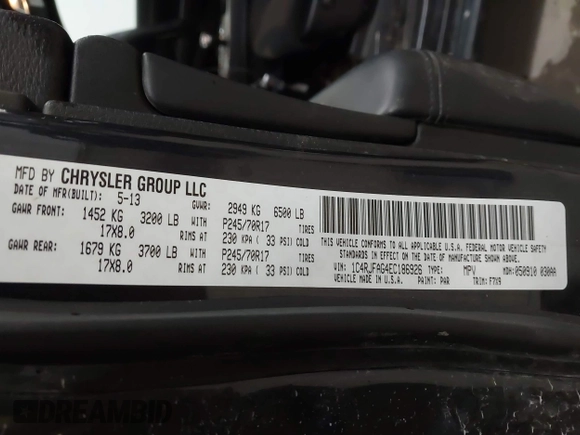 MFD BY CHRYSLER GROUP LLC
DATE OF MFR(BUILT): 5-13 GVWR: 2949 KG 6500 LB
GAWR FRONT: 1452 KG 3200 LB WITH P245/70R17 TIRES
17X8.0 RIMS AT 230 KPA ( 33 PSI) COLD
GAWR REAR: 1679 KG 3700 LB WITH P245/70R17 TIRES
17X8.0 RIMS AT 230 KPA ( 33 PSI) COLD
THIS VEHICLE CONFORMS TO ALL APPLICABLE U.S.A. FEDERAL MOTOR VEHICLE SAFETY
STANDARDS IN EFFECT ON THE DATE OF MANUFACTURE SHOWN ABOVE.
VIN: 1C4RJFAG4EC186926 TYPE: MPV MDH: 050910 030AA
VEHICLE MADE IN U.S.A. PAINT: PAR TRIM: F7X9
DREAMBID